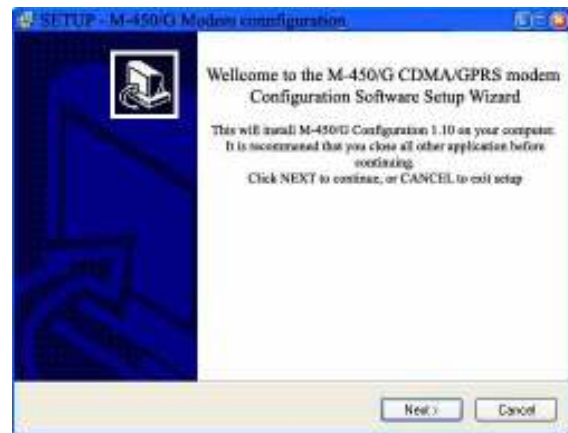 SETUP - M-450/G Modem connfiguration
Wellcome to the M-450/G CDMA/GPRS modem
Configuration Software Setup Wizard
This will install M-450/G Configuration 1.10 on your computer.
It is recommened that you close all other application before
continuing.
Click NEXT to continue, or CANCEL to exit setup
Next >
Cancel